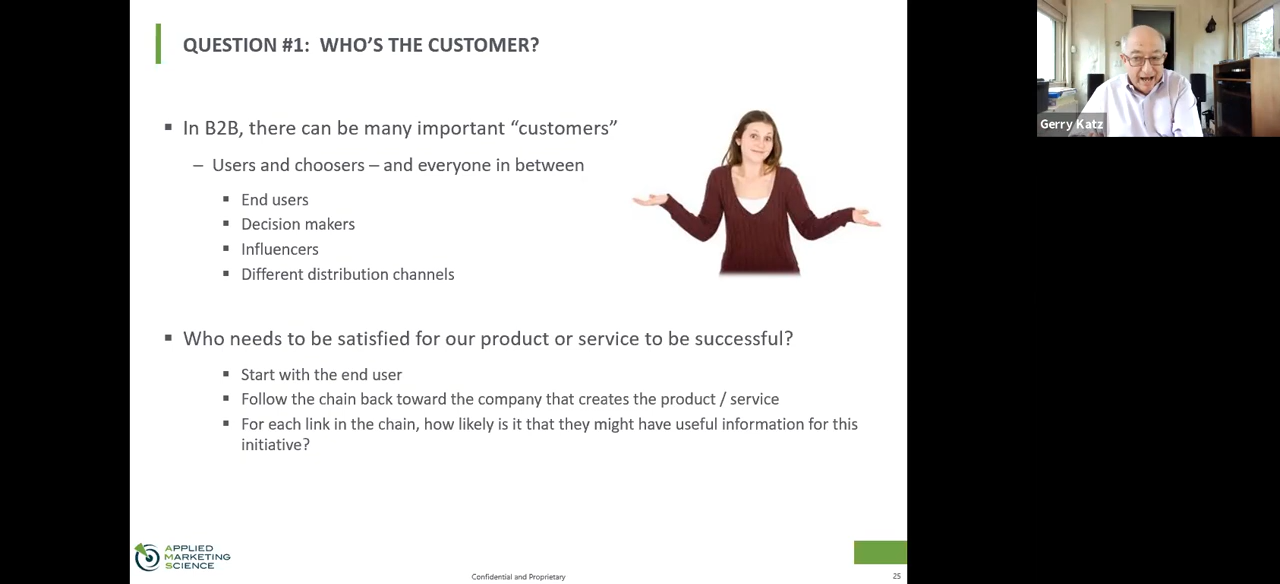 QUESTION #1:  WHO'S THE CUSTOMER?
Gerry Katz
▪ In B2B, there can be many important “customers”
– Users and choosers – and everyone in between
▪ End users
▪ Decision makers
▪ Influencers
▪ Different distribution channels
▪ Who needs to be satisfied for our product or service to be successful?
▪ Start with the end user
▪ Follow the chain back toward the company that creates the product / service
▪ For each link in the chain, how likely is it that they might have useful information for this
initiative?
APPLIED
MARKETING
SCIENCE
Confidential and Proprietary
25